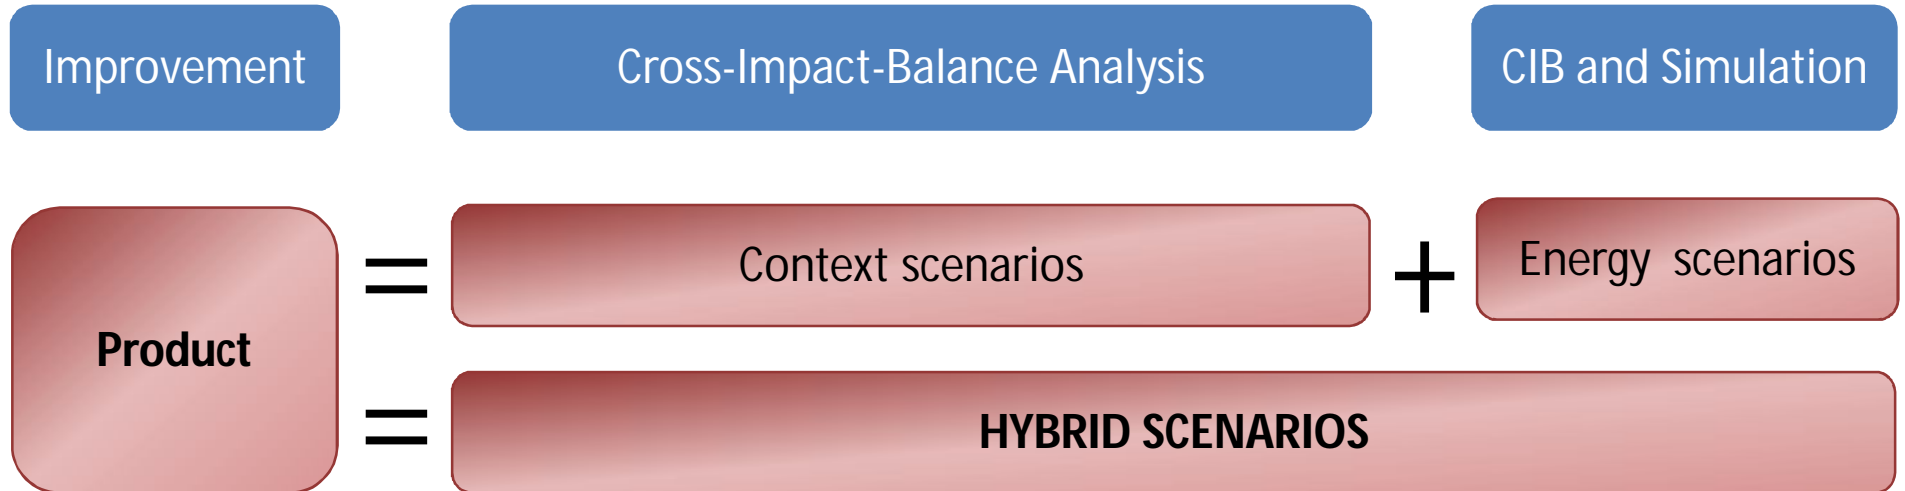 Improvement
Cross-Impact-Balance Analysis
CIB and Simulation
Product
=
Context scenarios
+
Energy scenarios
=
HYBRID SCENARIOS